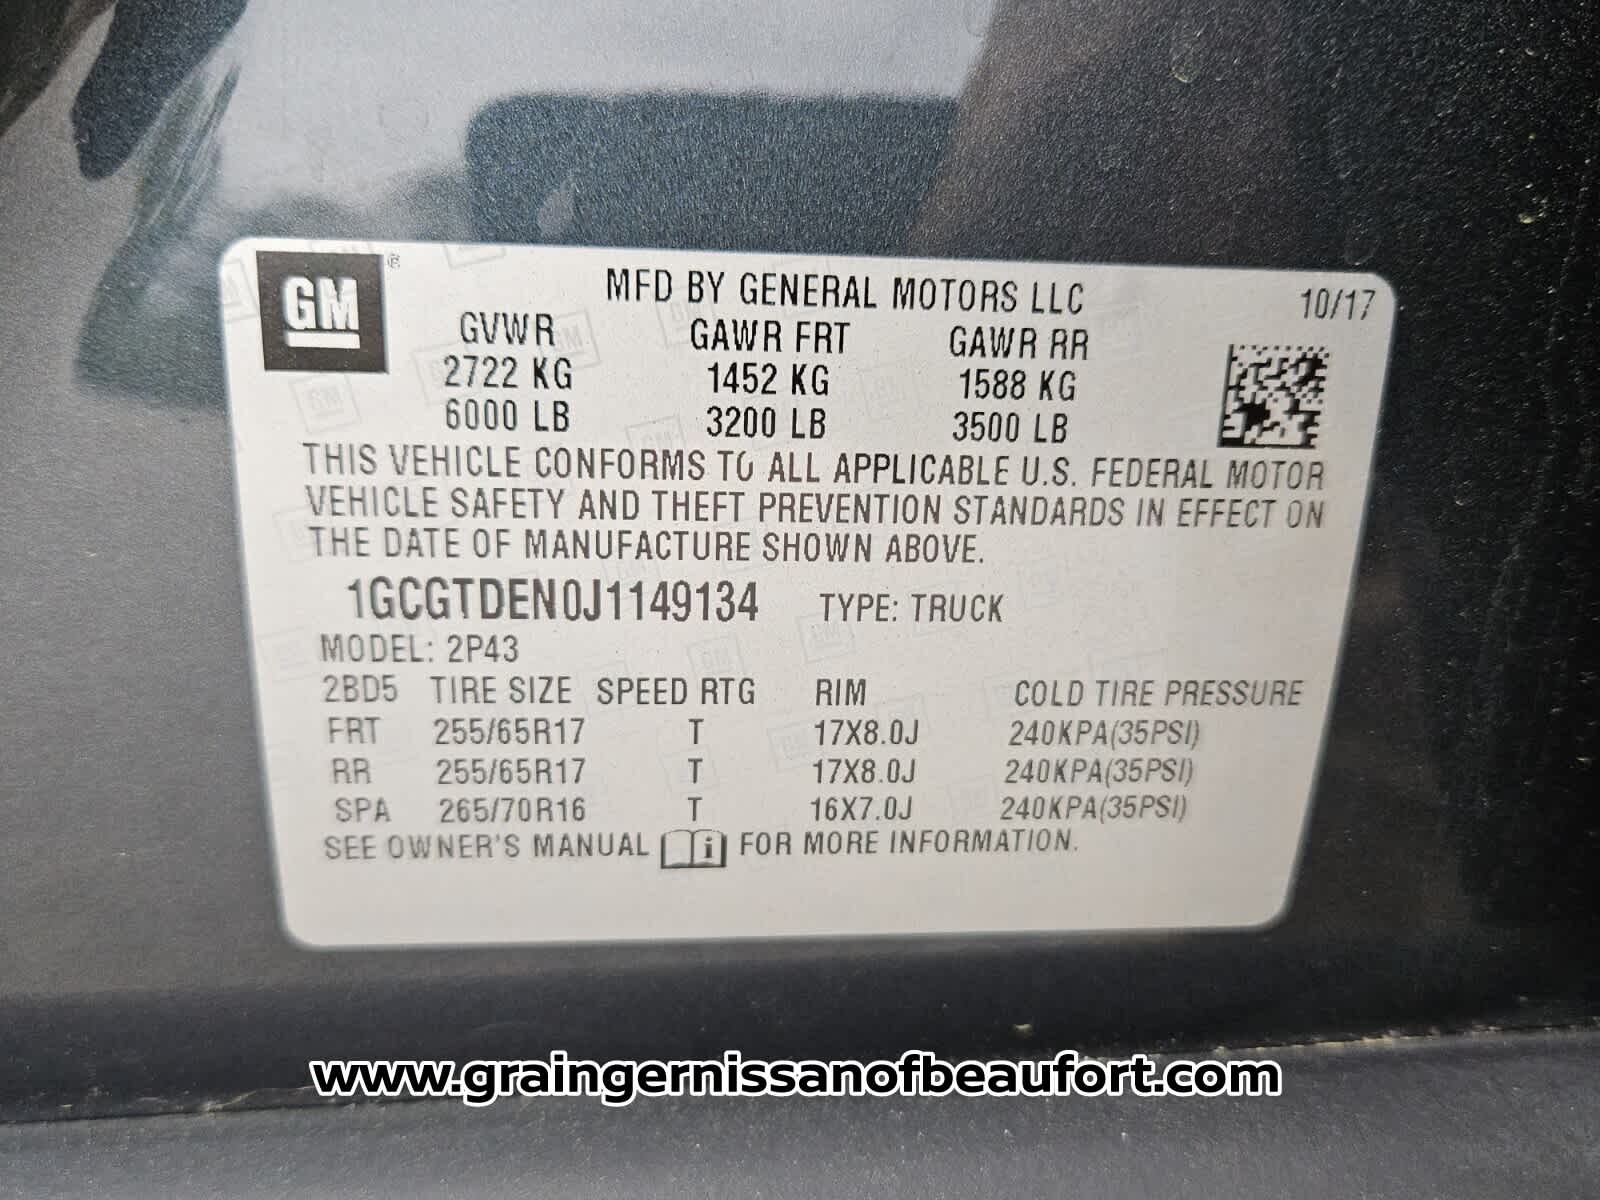 GM ®
MFD BY GENERAL MOTORS LLC 10/17
GVWR GAWR FRT GAWR RR
2722 KG 1452 KG 1588 KG
6000 LB 3200 LB 3500 LB
THIS VEHICLE CONFORMS TO ALL APPLICABLE U.S. FEDERAL MOTOR
VEHICLE SAFETY AND THEFT PREVENTION STANDARDS IN EFFECT ON
THE DATE OF MANUFACTURE SHOWN ABOVE.
1GCGTDEN0J1149134 TYPE: TRUCK
MODEL: 2P43
2BD5 TIRE SIZE SPEED RTG RIM COLD TIRE PRESSURE
FRT 255/65R17 T 17X8.0J 240KPA(35PSI)
RR 255/65R17 T 17X8.0J 240KPA(35PSI)
SPA 265/70R16 T 16X7.0J 240KPA(35PSI)
SEE OWNER'S MANUAL i FOR MORE INFORMATION.
www.graingernissanofbeaufort.com